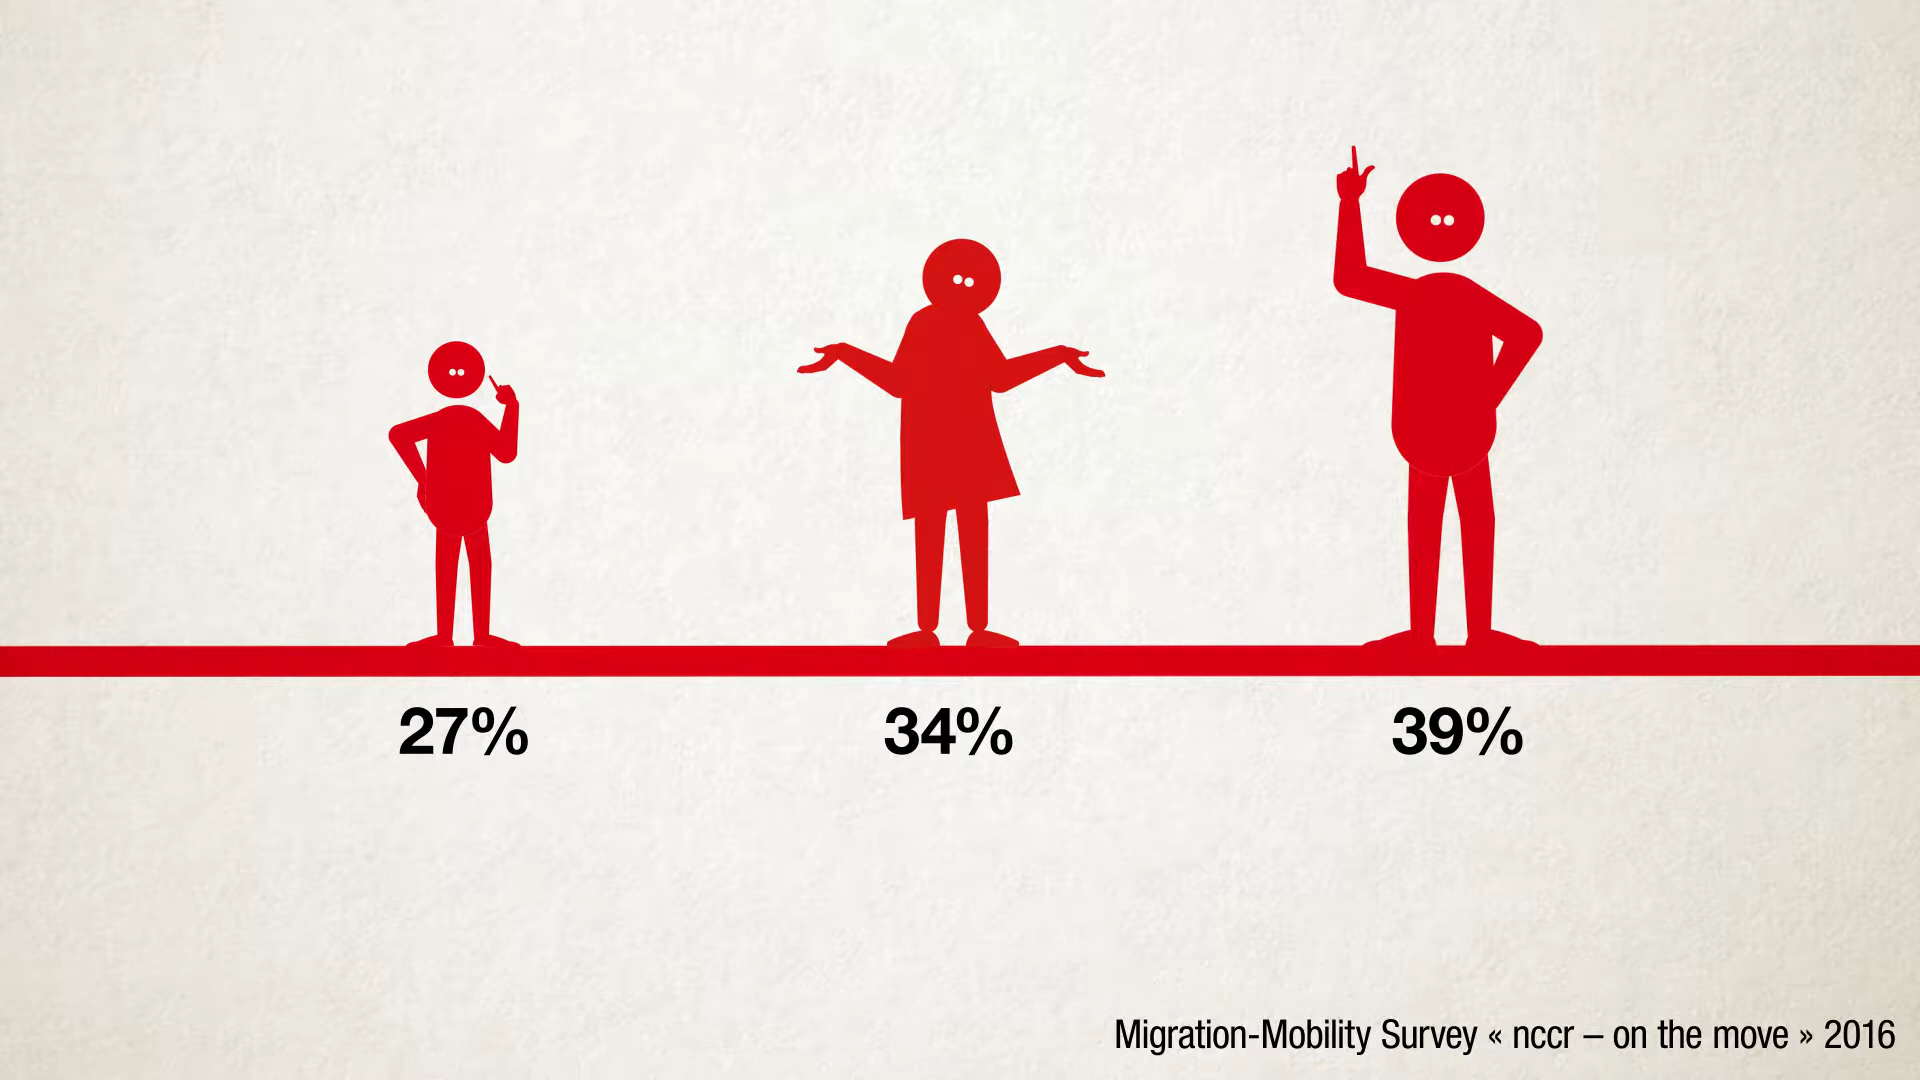 27% 34% 39%
Migration-Mobility Survey « nccr – on the move » 2016